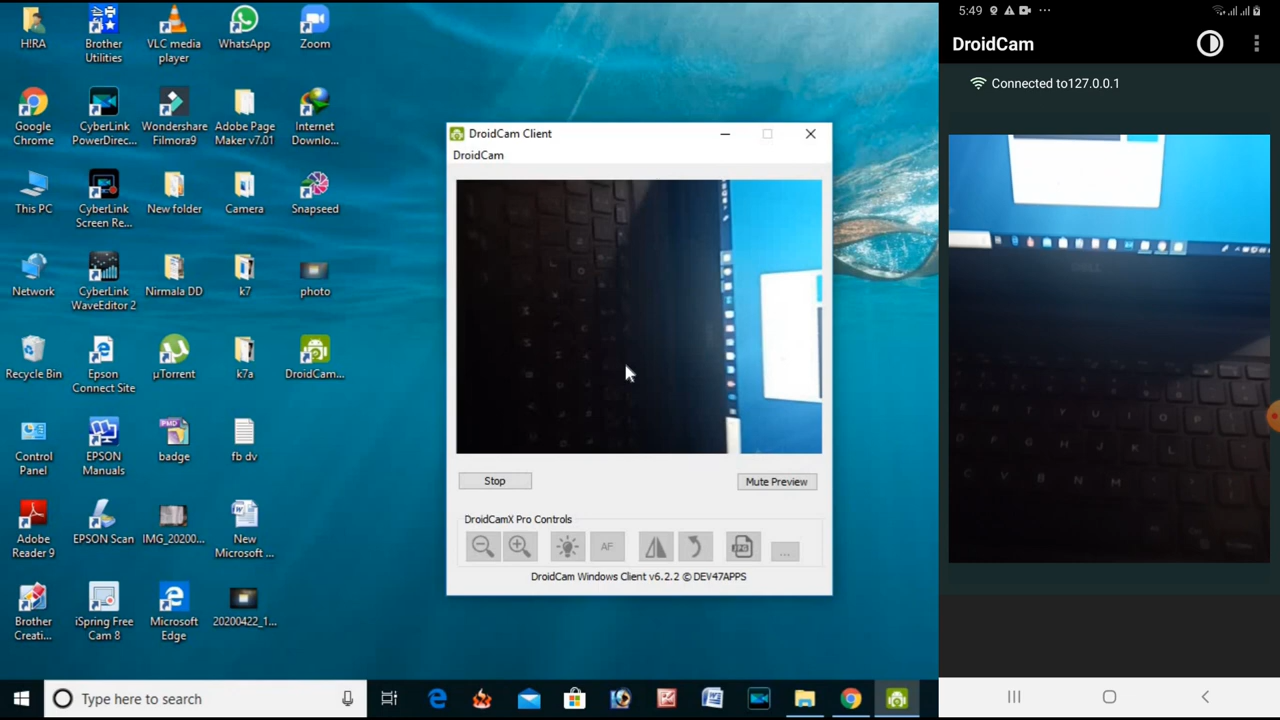 H!RA
Brother
Utilities
VLC media
player
WhatsApp
Zoom
Google
Chrome
CyberLink
PowerDirec...
Wondershare
Filmora9
Adobe Page
Maker v7.01
Internet
Downlo...
This PC
CyberLink
Screen Re...
New folder
Camera
Snapseed
Network
CyberLink
WaveEditor 2
Nirmala DD
k7
photo
Recycle Bin
Epson
Connect Site
µTorrent
k7a
DroidCam...
Control
Panel
EPSON
Manuals
PMD
badge
fb dv
Adobe
Reader 9
EPSON Scan
IMG_20200...
New
Microsoft ...
Brother
Creati...
iSpring Free
Cam 8
Microsoft
Edge
20200422_1...
Type here to search
DroidCam Client
DroidCam
Stop
Mute Preview
DroidCamX Pro Controls
AF
JPG
...
DroidCam Windows Client v6.2.2 © DEV47APPS
5:49
DroidCam
Connected to127.0.0.1
DELL
T Y U I O P
D F G H J K L
C V B N M